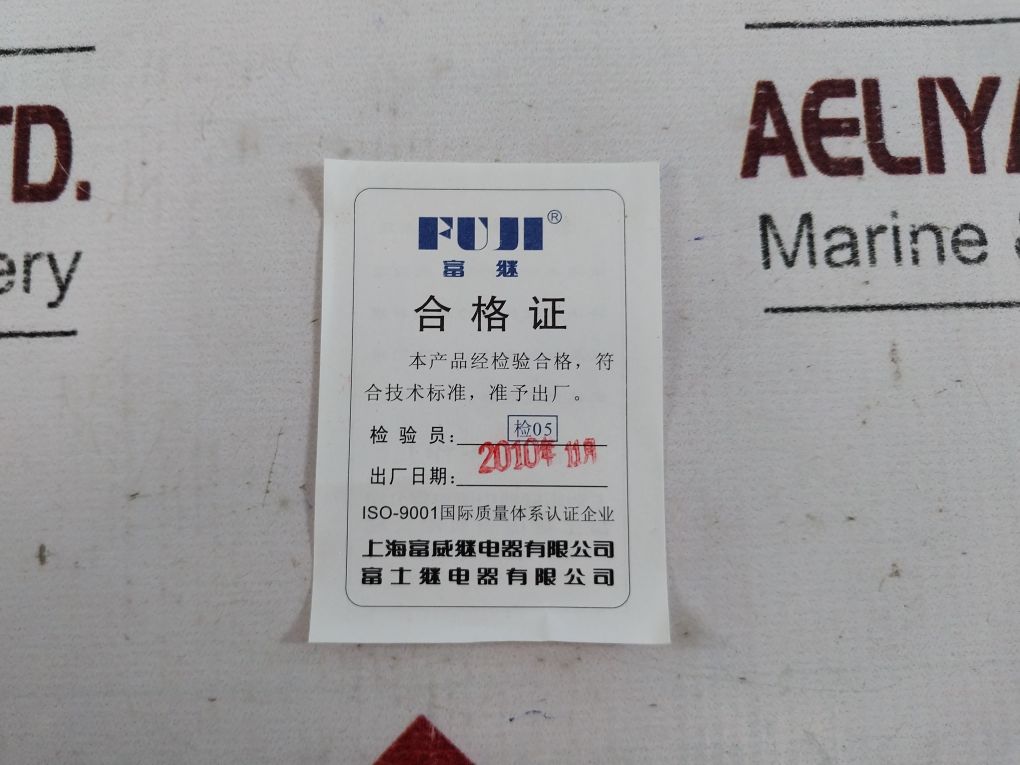 TD.
ery
AELIYA
Marine &
FUJI®
富继
合格证
本产品经检验合格，符
合技术标准，准予出厂。
检验员：检05
出厂日期：2010年 11月
ISO-9001国际质量体系认证企业
上海富威继电器有限公司
富士继电器有限公司